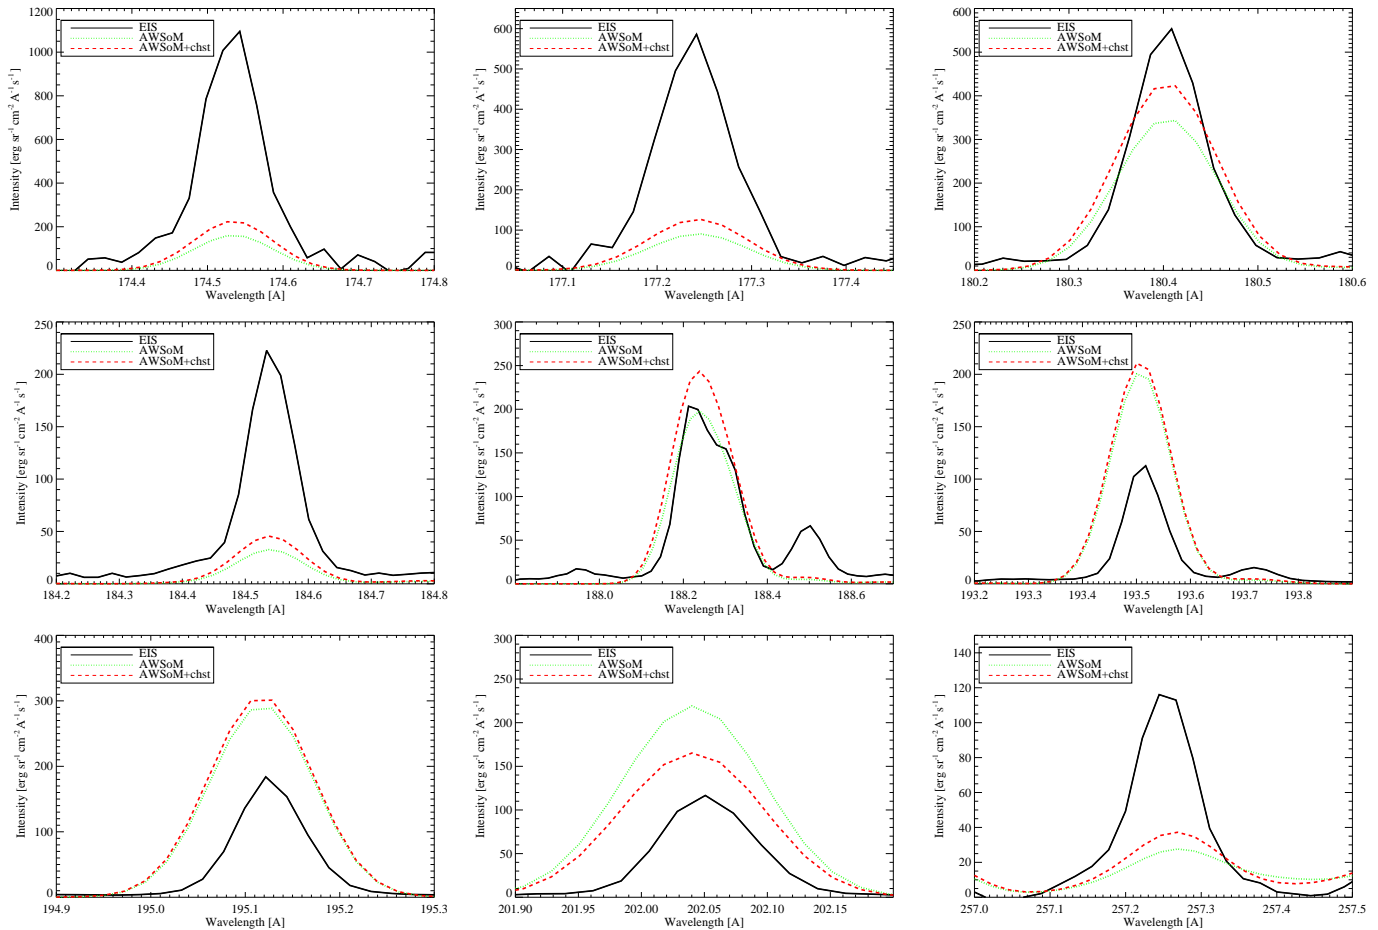 1200
1000
800
600
400
200
0
EIS
AWSoM
AWSoM+chst
Intensity [erg sr-1 cm-2 A-1 s-1 ]
174.4 174.5 174.6 174.7 174.8
Wavelength [A]
600
500
400
300
200
100
0
EIS
AWSoM
AWSoM+chst
Intensity [erg sr-1 cm-2 A-1 s-1 ]
177.1 177.2 177.3 177.4
Wavelength [A]
600
500
400
300
200
100
0
EIS
AWSoM
AWSoM+chst
Intensity [erg sr-1 cm-2 A-1 s-1 ]
180.2 180.3 180.4 180.5 180.6
Wavelength [A]
250
200
150
100
50
0
EIS
AWSoM
AWSoM+chst
Intensity [erg sr-1 cm-2 A-1 s-1 ]
184.2 184.3 184.4 184.5 184.6 184.7 184.8
Wavelength [A]
300
250
200
150
100
50
0
EIS
AWSoM
AWSoM+chst
Intensity [erg sr-1 cm-2 A-1 s-1 ]
188.0 188.2 188.4 188.6
Wavelength [A]
250
200
150
100
50
0
EIS
AWSoM
AWSoM+chst
Intensity [erg sr-1 cm-2 A-1 s-1 ]
193.2 193.3 193.4 193.5 193.6 193.7 193.8
Wavelength [A]
400
300
200
100
0
EIS
AWSoM
AWSoM+chst
Intensity [erg sr-1 cm-2 A-1 s-1 ]
194.9 195.0 195.1 195.2 195.3
Wavelength [A]
300
250
200
150
100
50
0
EIS
AWSoM
AWSoM+chst
Intensity [erg sr-1 cm-2 A-1 s-1 ]
201.90 201.95 202.00 202.05 202.10 202.15
Wavelength [A]
140
120
100
80
60
40
20
0
EIS
AWSoM
AWSoM+chst
Intensity [erg sr-1 cm-2 A-1 s-1 ]
257.0 257.1 257.2 257.3 257.4 257.5
Wavelength [A]